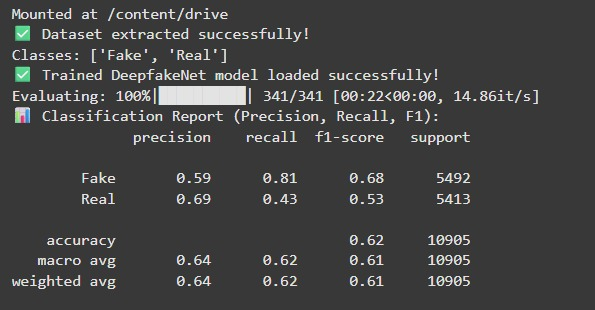 Mounted at /content/drive
✅ Dataset extracted successfully!
Classes: ['Fake', 'Real']
✅ Trained DeepfakeNet model loaded successfully!
Evaluating: 100%|██████████| 341/341 [00:22<00:00, 14.86it/s]
📊 Classification Report (Precision, Recall, F1):
              precision    recall  f1-score   support

        Fake       0.59      0.81      0.68      5492
        Real       0.69      0.43      0.53      5413

    accuracy                           0.62     10905
   macro avg       0.64      0.62      0.61     10905
weighted avg       0.64      0.62      0.61     10905